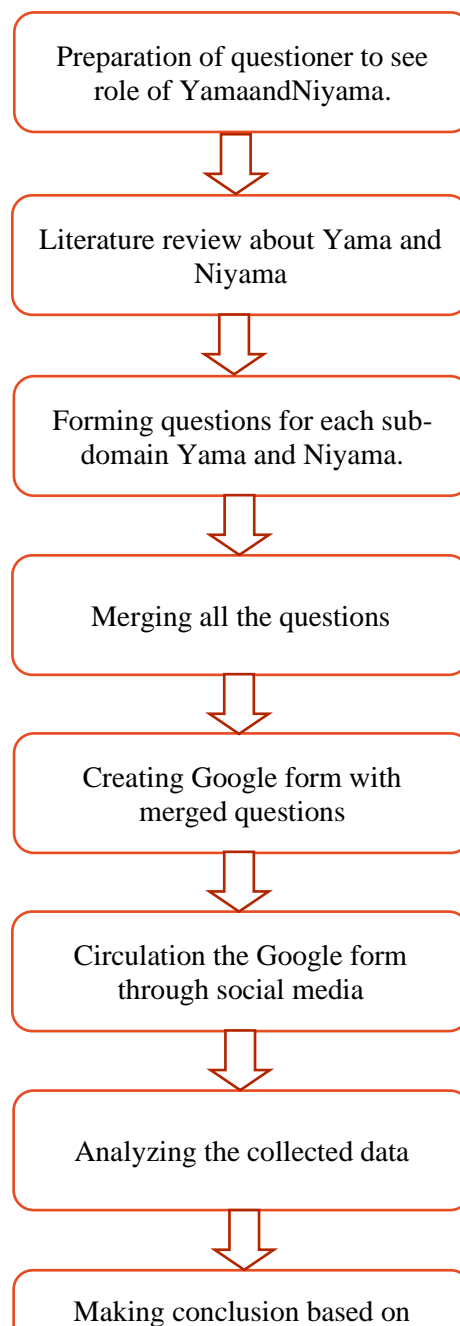 Preparation of questioner to see
role of YamaandNiyama.
Literature review about Yama and
Niyama
Forming questions for each sub-
domain Yama and Niyama.
Merging all the questions
Creating Google form with
merged questions
Circulation the Google form
through social media
Analyzing the collected data
Making conclusion based on